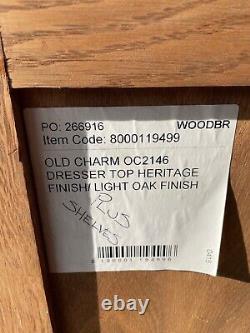 PO: 266916 WOODBR
Item Code: 8000119499
OLD CHARM OC2146
DRESSER TOP HERITAGE
FINISH/ LIGHT OAK FINISH
PLUS
SHELVES